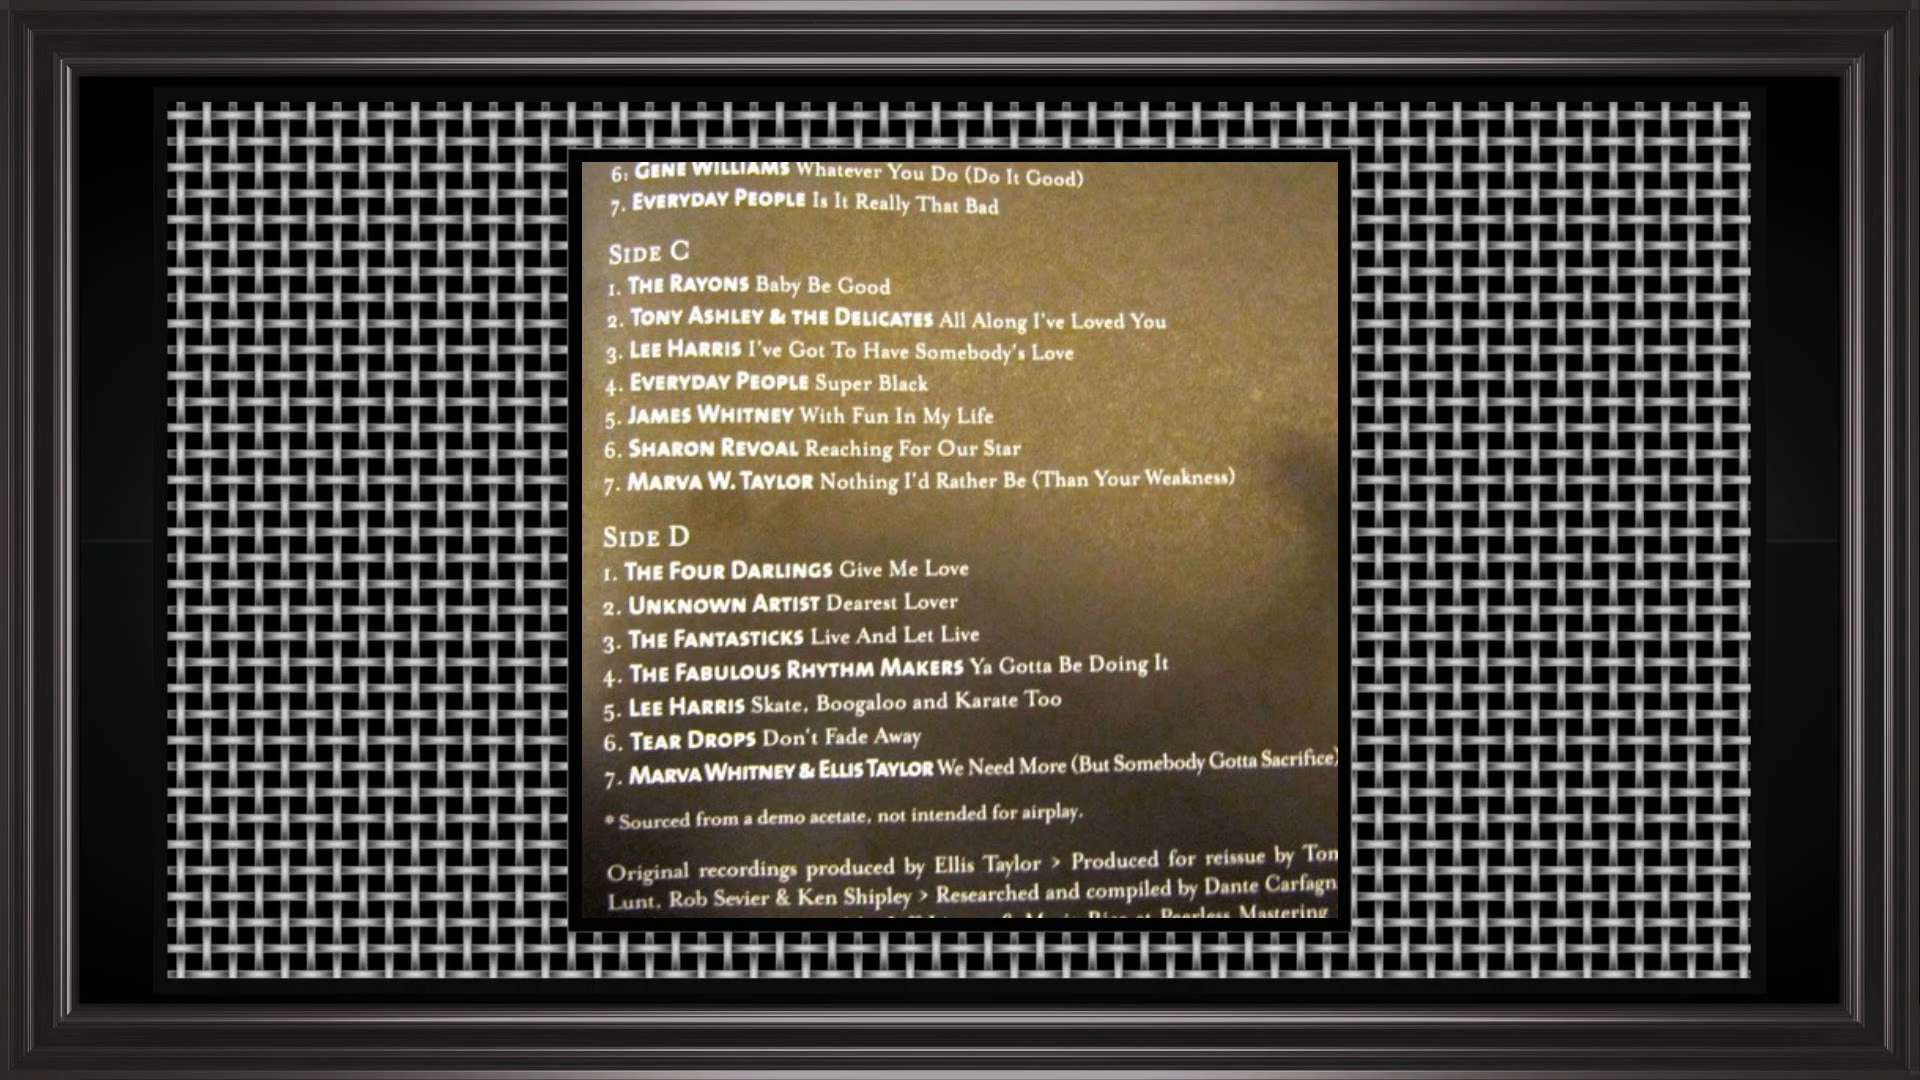 6: GENE WILLIAMS Whatever You Do (Do It Good)
7. EVERYDAY PEOPLE Is It Really That Bad
SIDE C
1. THE RAYONS Baby Be Good
2. TONY ASHLEY & THE DELICATES All Along I've Loved You
3. LEE HARRIS I've Got To Have Somebody's Love
4. EVERYDAY PEOPLE Super Black
5. JAMES WHITNEY With Fun In My Life
6. SHARON REVOAL Reaching For Our Star
7. MARVA W. TAYLOR Nothing I'd Rather Be (Than Your Weakness)
SIDE D
1. THE FOUR DARLINGS Give Me Love
2. UNKNOWN ARTIST Dearest Lover
3. THE FANTASTICKS Live And Let Live
4. THE FABULOUS RHYTHM MAKERS Ya Gotta Be Doing It
5. LEE HARRIS Skate, Boogaloo and Karate Too
6. TEAR DROPS Don't Fade Away
7. MARVA WHITNEY & ELLIS TAYLOR We Need More (But Somebody Gotta Sacrifice)
* Sourced from a demo acetate, not intended for airplay.
Original recordings produced by Ellis Taylor > Produced for reissue by Tom
Lunt, Rob Sevier & Ken Shipley > Researched and compiled by Dante Carfagn
at Peerless Mastering